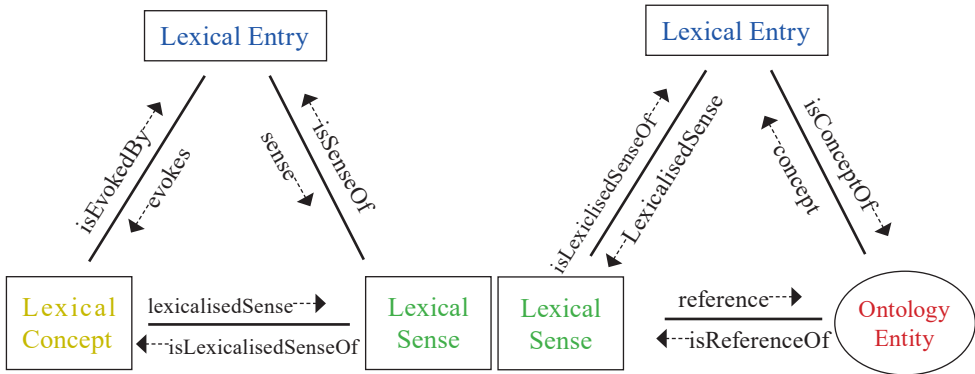 Lexical Entry
isEvokedBy
evokes
sense
isSenseOf
Lexical
Concept
lexicalisedSense
isLexicalisedSenseOf
Lexical
Sense
Lexical Entry
isLexiclisedSenseOf
LexicalisedSense
concept
isConceptOf
Lexical
Sense
reference
isReferenceOf
Ontology
Entity